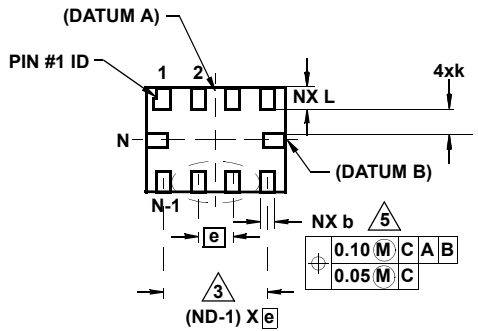 (DATUM A)
PIN #1 ID
1 2
NX L
4xk
N
(DATUM B)
N-1
NX b 5
e
0.10 M C A B
0.05 M C
3
(ND-1) X e